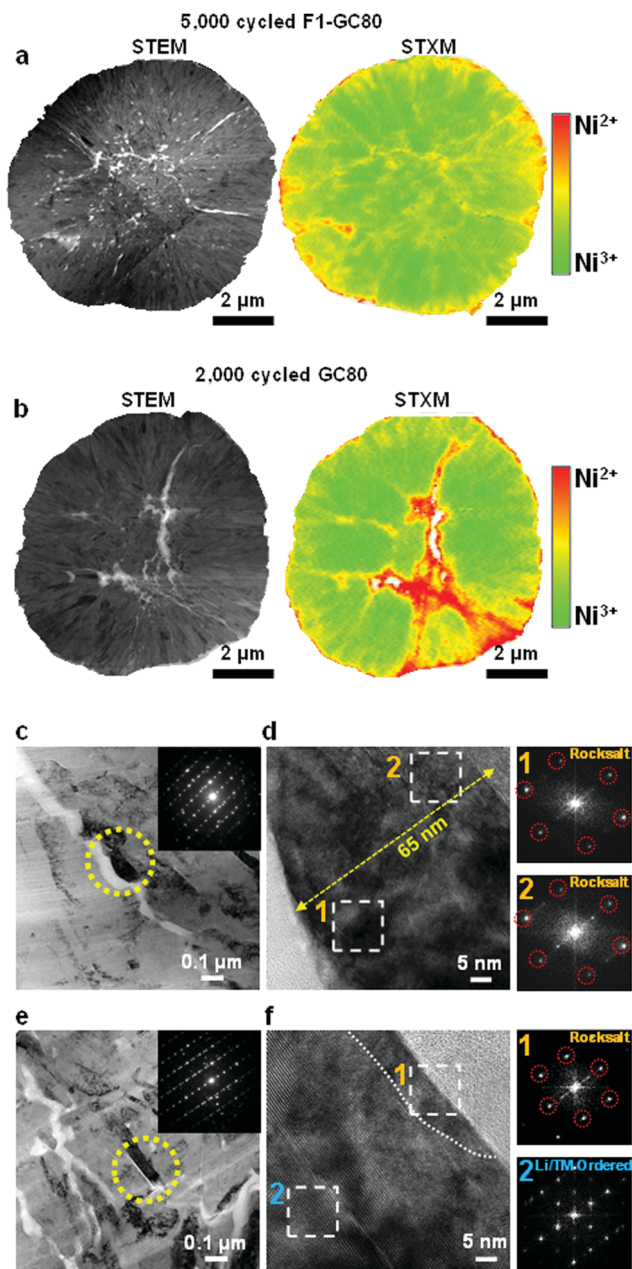 5,000 cycled F1-GC80
STEM STXM
a
Ni2+
Ni3+
2 µm 2 µm
2,000 cycled GC80
STEM STXM
b
Ni2+
Ni3+
2 µm 2 µm
c d
2
65 nm
1
0.1 µm 5 nm
1 Rocksalt
2 Rocksalt
e f
1
2
0.1 µm 5 nm
1 Rocksalt
2 Li/TM Ordered